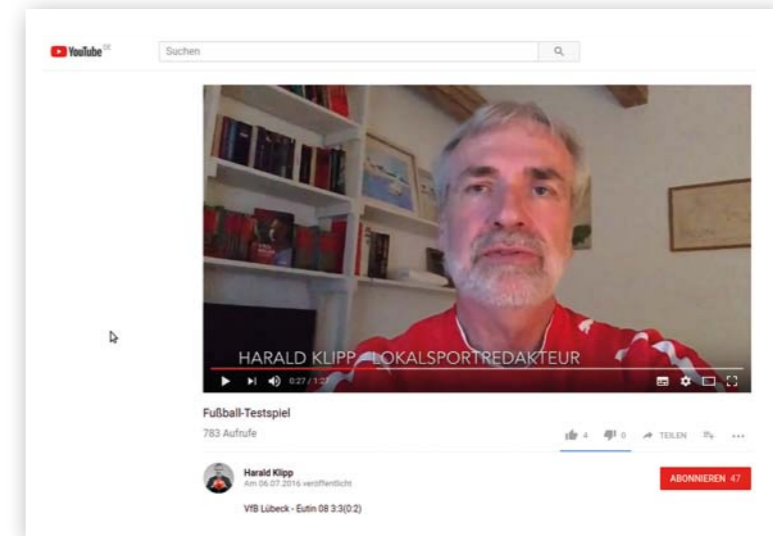 YouTube DE
Suchen
HARALD KLIPP - LOKALSPORTREDAKTEUR
0:27 / 1:27
Fußball-Testspiel
783 Aufrufe
4 0 TEILEN
Harald Klipp
Am 06.07.2016 veröffentlicht
ABONNIEREN 47
VfB Lübeck - Eutin 08 3:3(0:2)